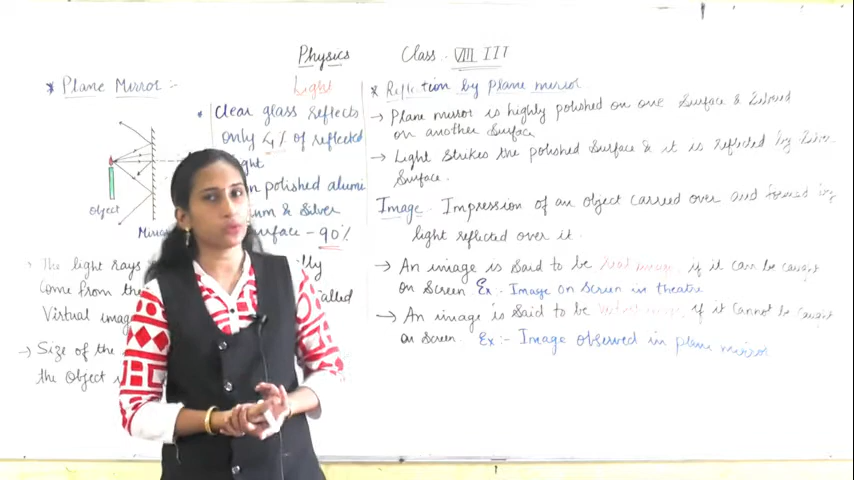 Physics Class :- VIII III
Light
* Plane Mirror :-
Object
Mirror
* Clear glass reflects
only 4% of reflected
light
polished alumi
um & Silver
Surface - 90%
The light rays
Come from the called
Virtual
→ Size of the
the Object
* Reflection by plane mirror
→ Plane mirror is highly polished on one Surface &
on another Surface
→ Light Strikes the polished Surface & it is reflected by
Surface.
Image. Impression of an object carried over and formed by
light reflected over it.
→ An image is said to be real image, if it can be caught
on Screen Ex - Image on screen in theatre
→ An image is Said to be virtual image if it cannot be caught
on Screen. Ex :- Image observed in plane mirror